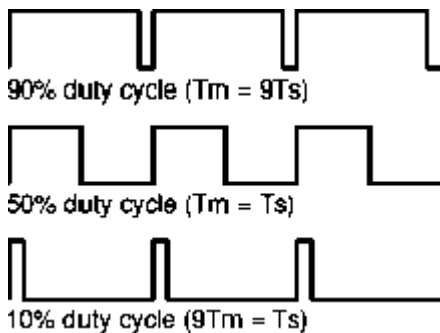 90% duty cycle (Tm = 9Ts)
50% duty cycle (Tm = Ts)
10% duty cycle (9Tm = Ts)